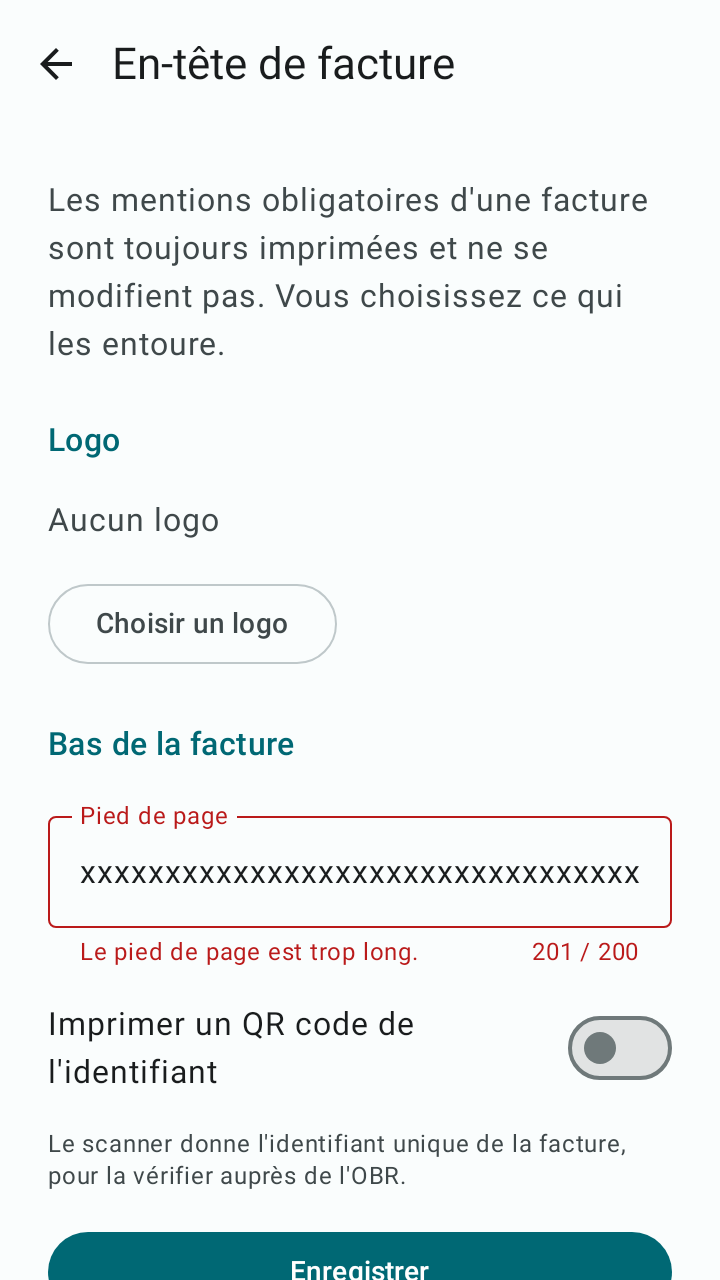 En-tête de facture
Les mentions obligatoires d'une facture
sont toujours imprimées et ne se
modifient pas. Vous choisissez ce qui
les entoure.
Logo
Aucun logo
Choisir un logo
Bas de la facture
Pied de page
xxxxxxxxxxxxxxxxxxxxxxxxxxxxxxxxx
Le pied de page est trop long.
201 / 200
Imprimer un QR code de
l'identifiant
Le scanner donne l'identifiant unique de la facture,
pour la vérifier auprès de l'OBR.
Enregistrer